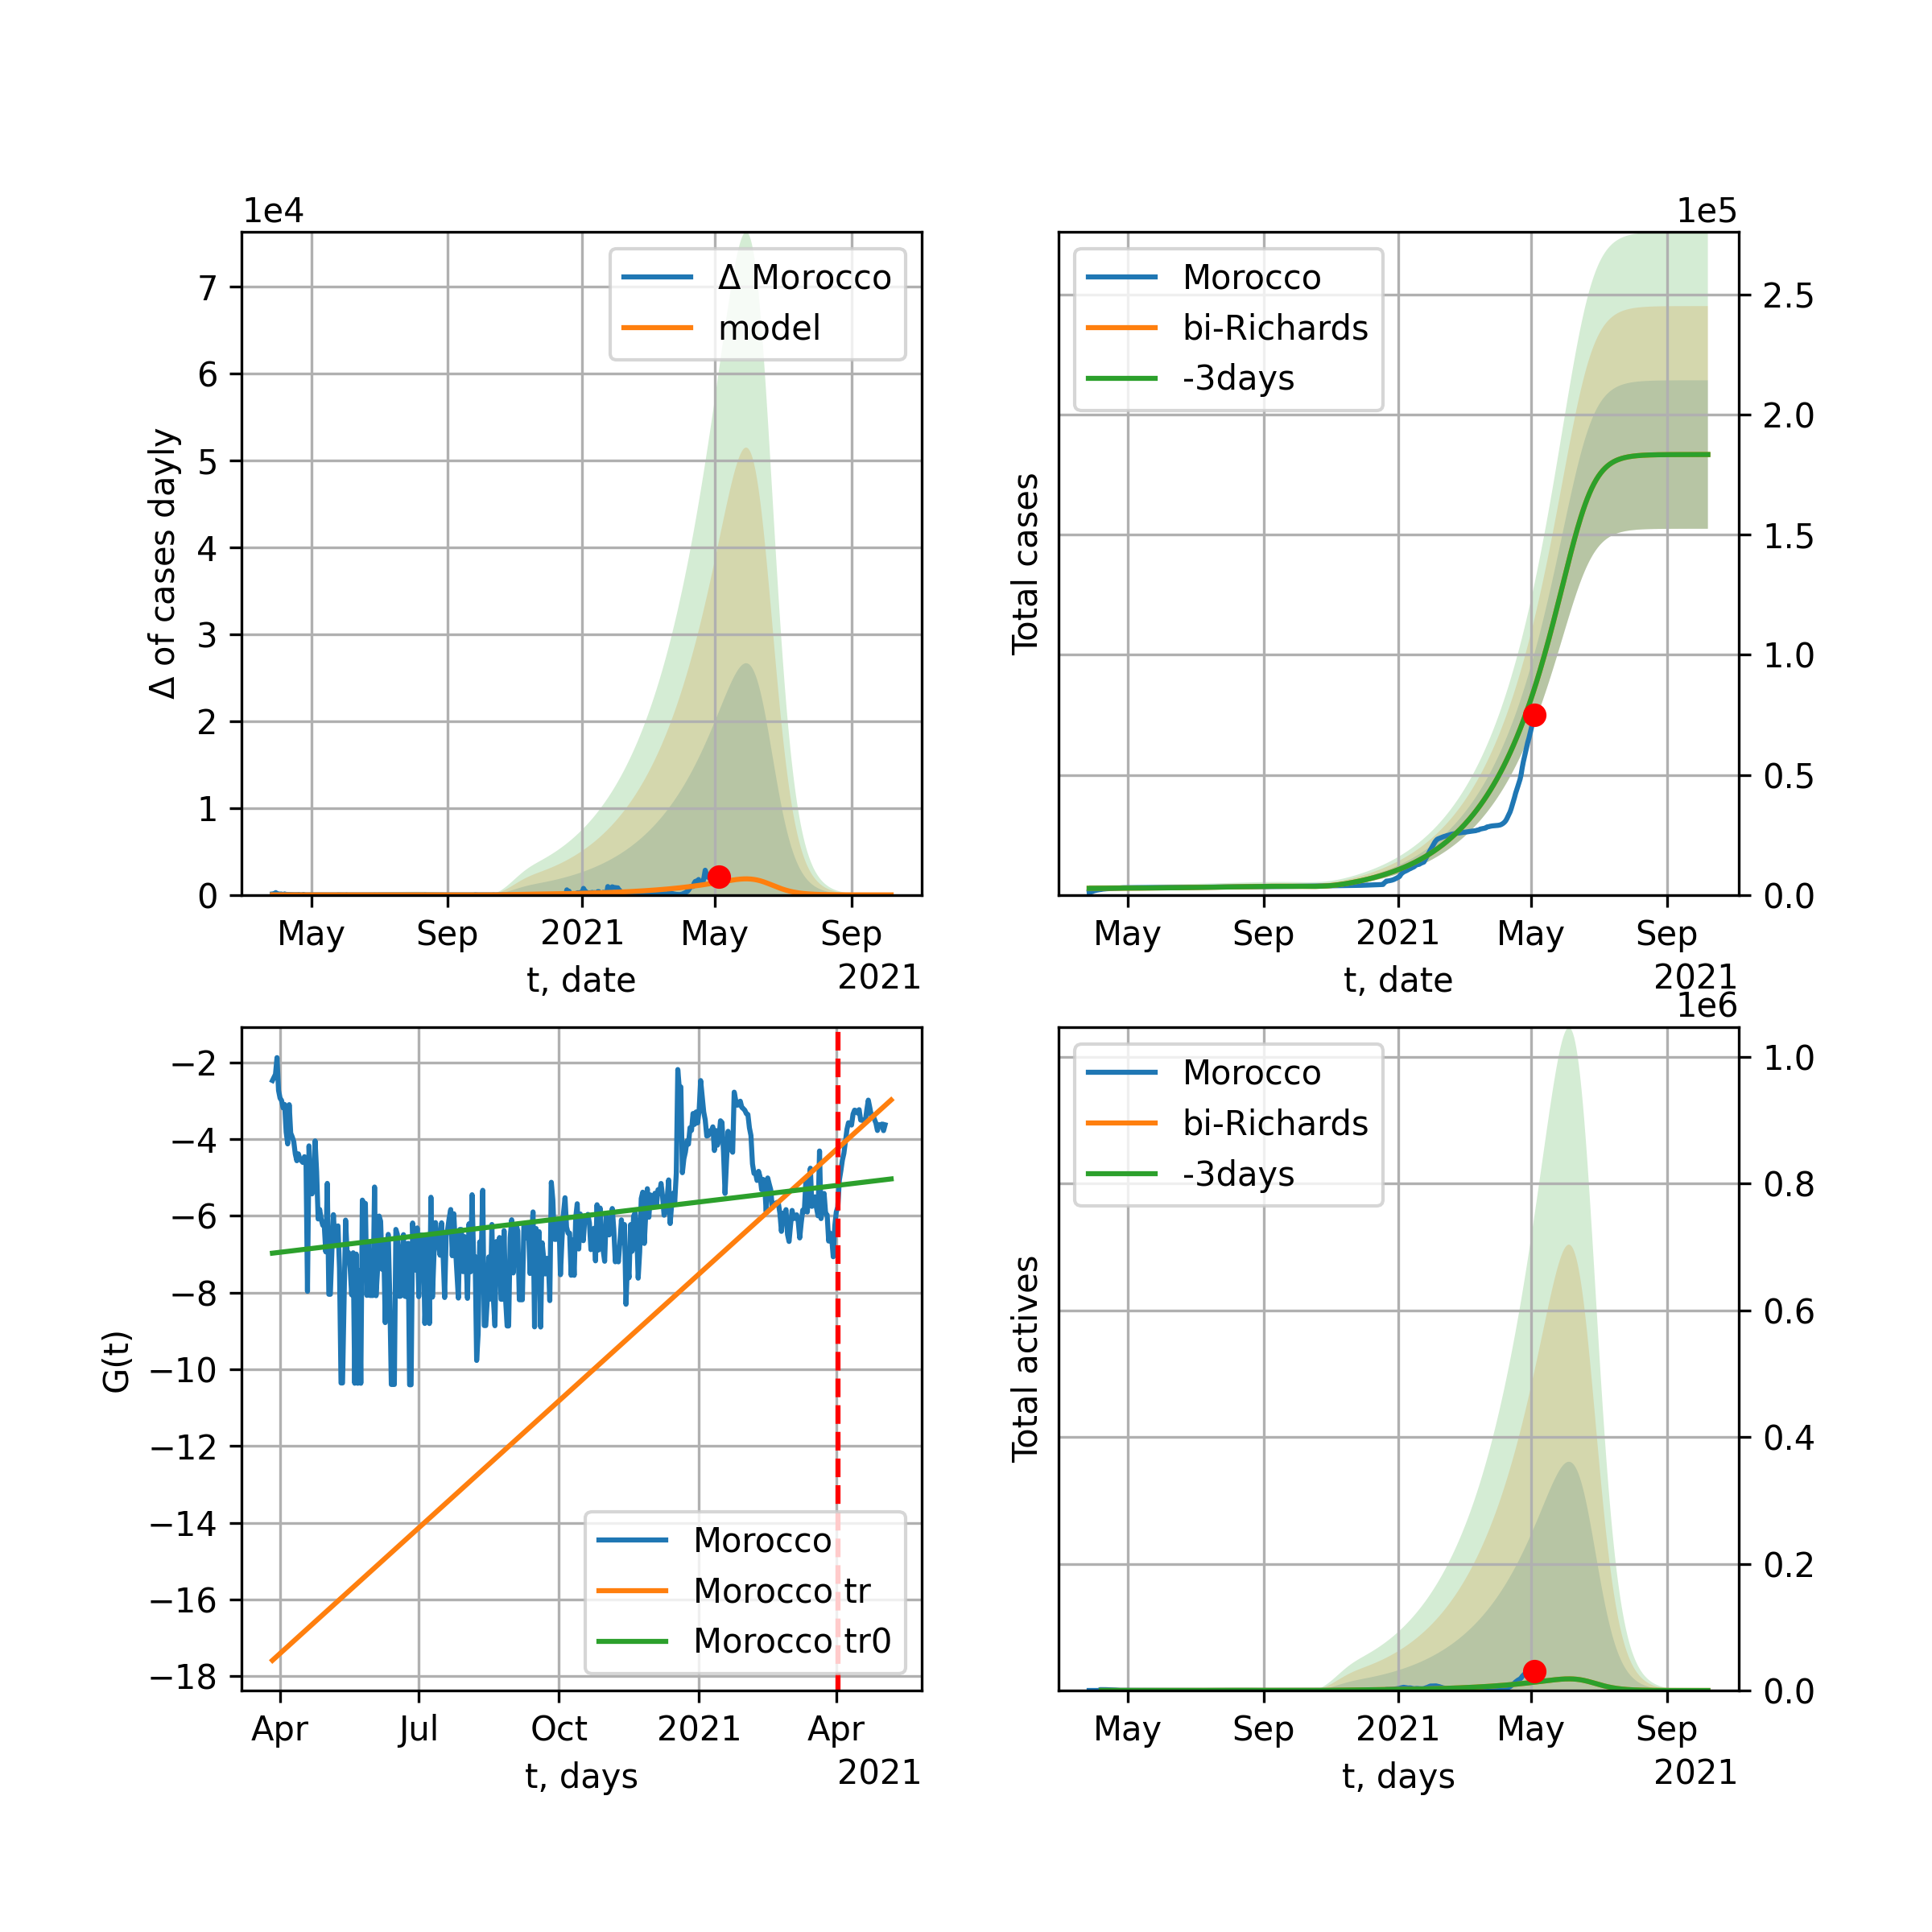 1e4
7
6
5
4
3
2
1
0
Δ of cases dayly
Δ Morocco
model
May Sep 2021 May Sep
t, date
2021
1e5
2.5
2.0
1.5
1.0
0.5
0.0
Total cases
Morocco
bi-Richards
-3days
May Sep 2021 May Sep
t, date
2021
−2
−4
−6
−8
−10
−12
−14
−16
−18
G(t)
Morocco
Morocco tr
Morocco tr0
Apr Jul Oct 2021 Apr
t, days
2021
1e6
1.0
0.8
0.6
0.4
0.2
0.0
Total actives
Morocco
bi-Richards
-3days
May Sep 2021 May Sep
t, days
2021